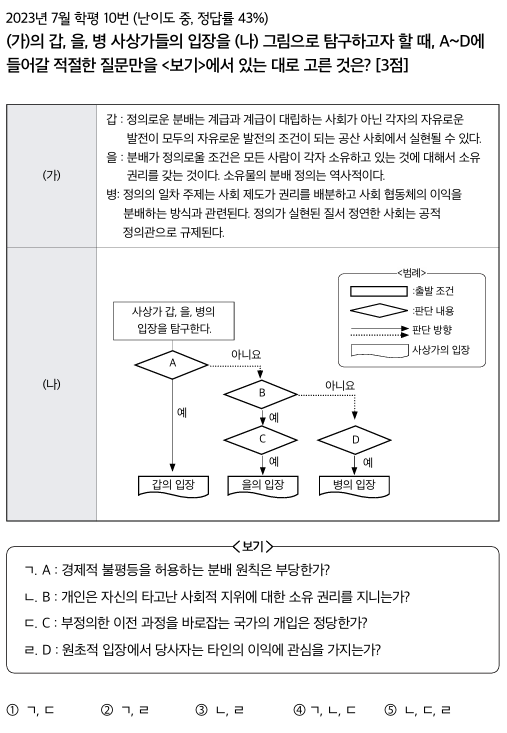 2023년 7월 학평 10번 (난이도 중, 정답률 43%)
(가)의 갑, 을, 병 사상가들의 입장을 (나) 그림으로 탐구하고자 할 때, A~D에
들어갈 적절한 질문만을 <보기>에서 있는 대로 고른 것은? [3점]
(가)
갑 : 정의로운 분배는 계급과 계급이 대립하는 사회가 아닌 각자의 자유로운
발전이 모두의 자유로운 발전의 조건이 되는 공산 사회에서 실현될 수 있다.
을 : 분배가 정의로울 조건은 모든 사람이 각자 소유하고 있는 것에 대해서 소유
권리를 갖는 것이다. 소유물의 분배 정의는 역사적이다.
병: 정의의 일차 주제는 사회 제도가 권리를 배분하고 사회 협동체의 이익을
분배하는 방식과 관련된다. 정의가 실현된 질서 정연한 사회는 공적
정의관으로 규제된다.
(나)
<범례>
:출발 조건
:판단 내용
:판단 방향
:사상가의 입장
사상가 갑, 을, 병의
입장을 탐구한다.
A
아니요
B
아니요
예
예
C
D
예
예
갑의 입장
을의 입장
병의 입장
<보기>
ㄱ. A : 경제적 불평등을 허용하는 분배 원칙은 부당한가?
ㄴ. B : 개인은 자신의 타고난 사회적 지위에 대한 소유 권리를 지니는가?
ㄷ. C : 부정의한 이전 과정을 바로잡는 국가의 개입은 정당한가?
ㄹ. D : 원초적 입장에서 당사자는 타인의 이익에 관심을 가지는가?
① ㄱ, ㄷ ② ㄱ, ㄹ ③ ㄴ, ㄹ ④ ㄱ, ㄴ, ㄷ ⑤ ㄴ, ㄷ, ㄹ